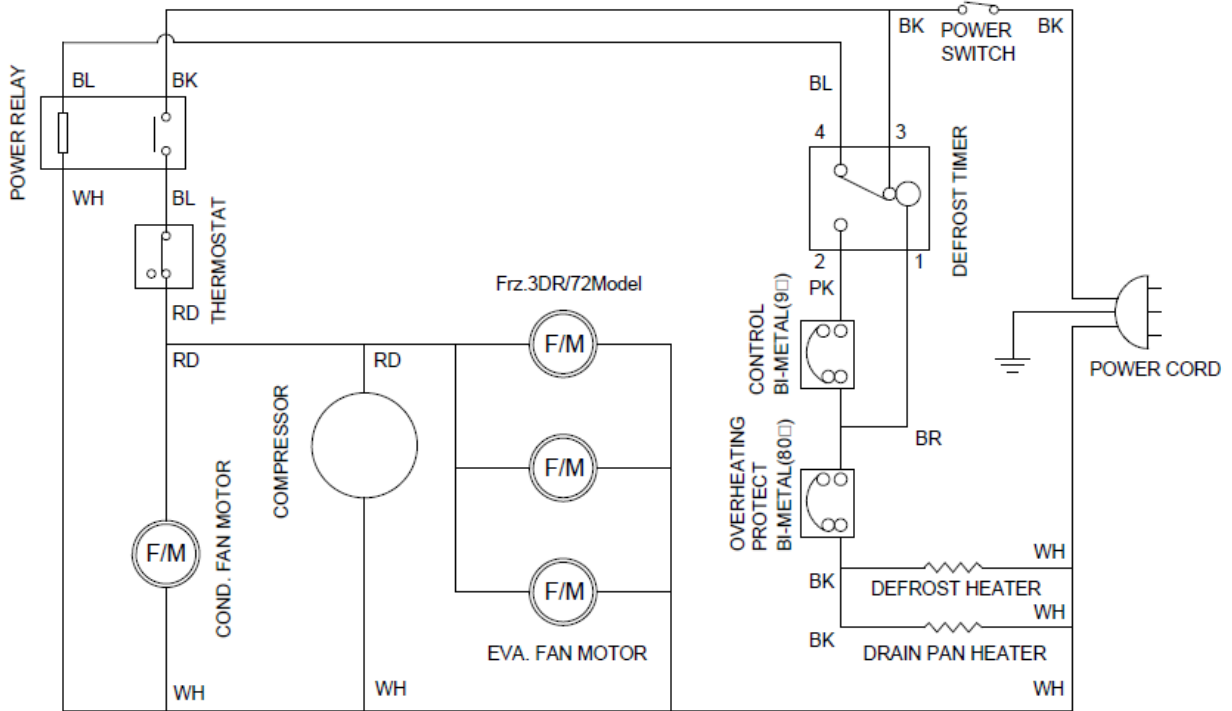 BK
POWER
SWITCH
BK
BL
BK
BL
POWER RELAY
4
3
DEFROST TIMER
WH
BL
THERMOSTAT
2
1
Frz.3DR/72Model
PK
RD
F/M
CONTROL
BI-METAL(9□)
POWER CORD
RD
RD
COMPRESSOR
BR
F/M
OVERHEATING
PROTECT
BI-METAL(80□)
F/M
COND. FAN MOTOR
WH
F/M
BK
DEFROST HEATER
WH
BK
EVA. FAN MOTOR
DRAIN PAN HEATER
WH
WH
WH